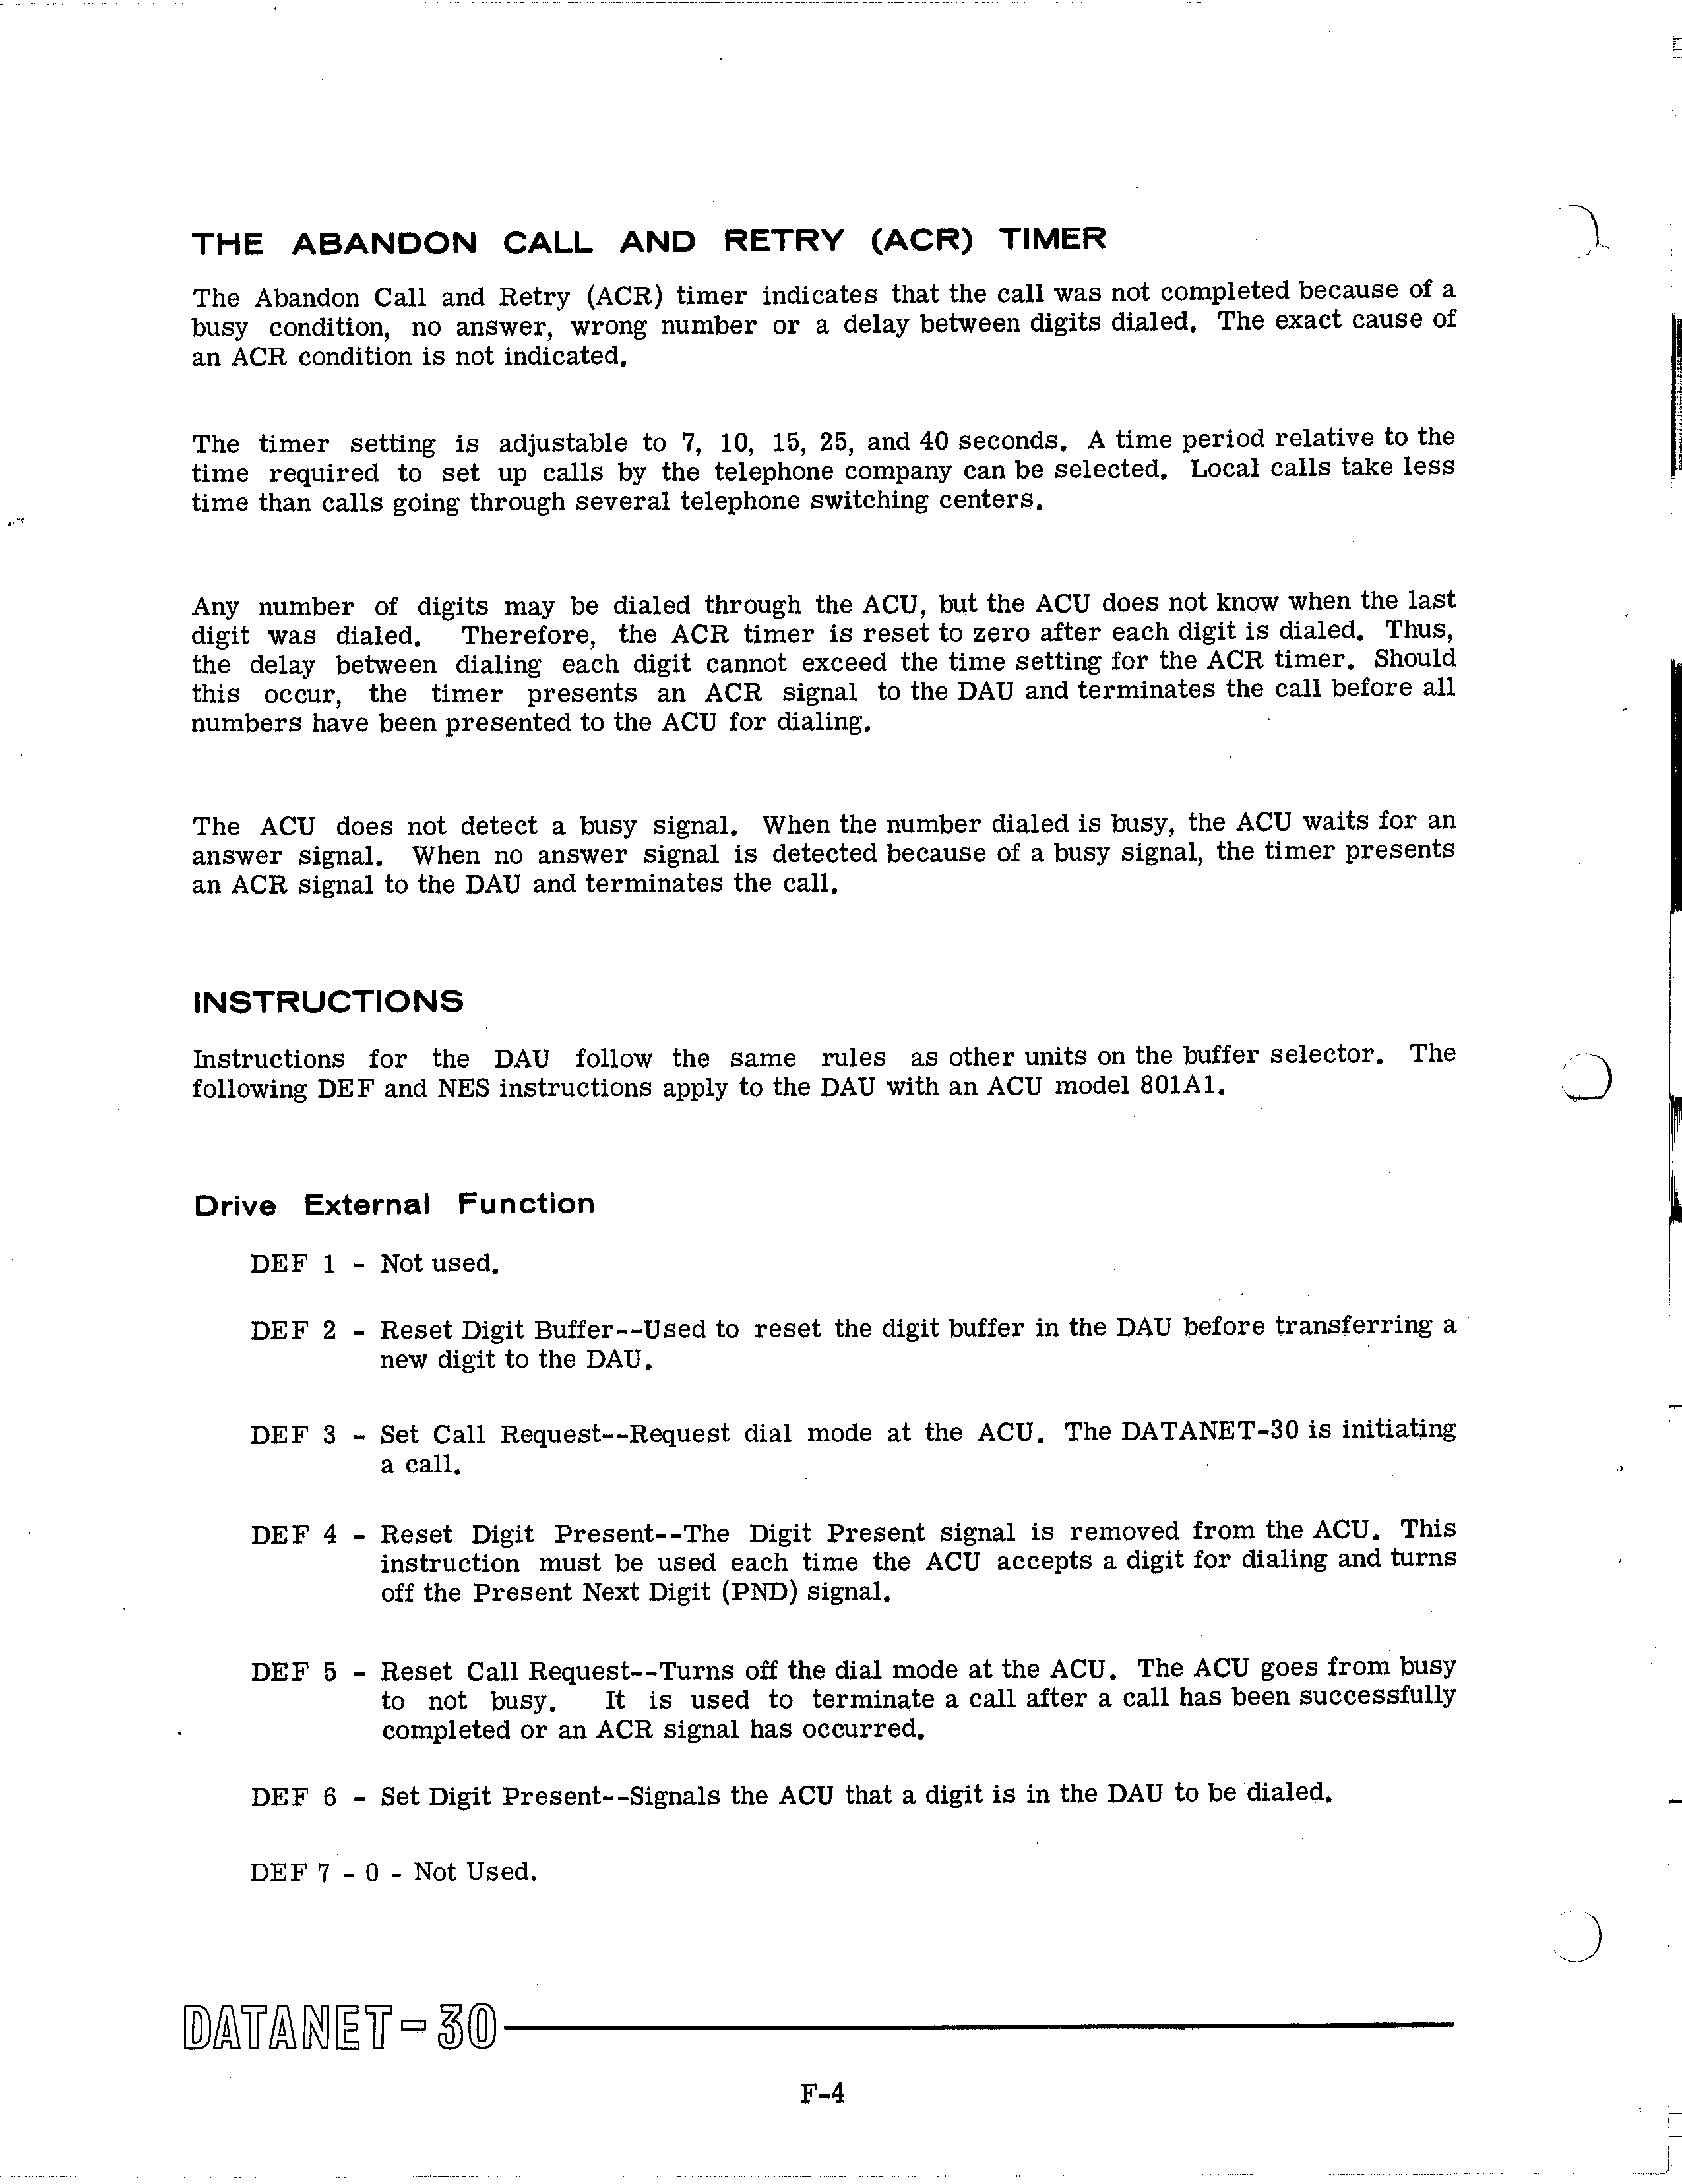 THE ABANDON CALL AND RETRY (ACR) TIMER
The Abandon Call and Retry (ACR) timer indicates that the call was not completed because of a
busy condition, no answer, wrong number or a delay between digits dialed. The exact cause of
an ACR condition is not indicated.
The timer setting is adjustable to 7, 10, 15, 25, and 40 seconds. A time period relative to the
time required to set up calls by the telephone company can be selected. Local calls take less
time than calls going through several telephone switching centers.
Any number of digits may be dialed through the ACU, but the ACU does not know when the last
digit was dialed. Therefore, the ACR timer is reset to zero after each digit is dialed. Thus,
the delay between dialing each digit cannot exceed the time setting for the ACR timer. Should
this occur, the timer presents an ACR signal to the DAU and terminates the call before all
numbers have been presented to the ACU for dialing.
The ACU does not detect a busy signal. When the number dialed is busy, the ACU waits for an
answer signal. When no answer signal is detected because of a busy signal, the timer presents
an ACR signal to the DAU and terminates the call.
INSTRUCTIONS
Instructions for the DAU follow the same rules as other units on the buffer selector. The
following DEF and NES instructions apply to the DAU with an ACU model 801A1.
Drive External Function
DEF 1 - Not used.
DEF 2 - Reset Digit Buffer--Used to reset the digit buffer in the DAU before transferring a
new digit to the DAU.
DEF 3 - Set Call Request--Request dial mode at the ACU. The DATANET-30 is initiating
a call.
DEF 4 - Reset Digit Present--The Digit Present signal is removed from the ACU. This
instruction must be used each time the ACU accepts a digit for dialing and turns
off the Present Next Digit (PND) signal.
DEF 5 - Reset Call Request--Turns off the dial mode at the ACU. The ACU goes from busy
to not busy. It is used to terminate a call after a call has been successfully
completed or an ACR signal has occurred.
DEF 6 - Set Digit Present--Signals the ACU that a digit is in the DAU to be dialed.
DEF 7 - 0 - Not Used.
DATANET-30
F-4